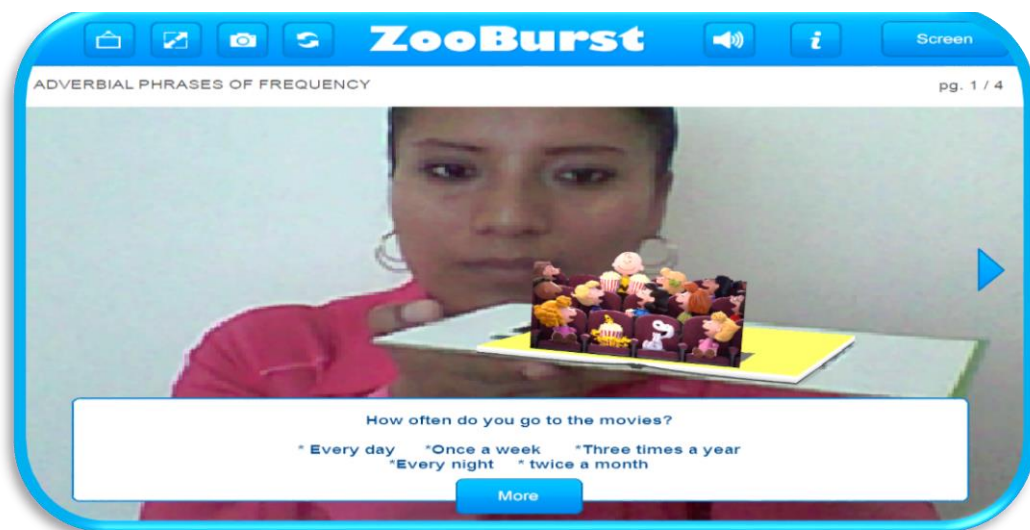 ZooBurst
i
Screen
ADVERBIAL PHRASES OF FREQUENCY
pg. 1 / 4
How often do you go to the movies?
* Every day *Once a week *Three times a year
*Every night * twice a month
More